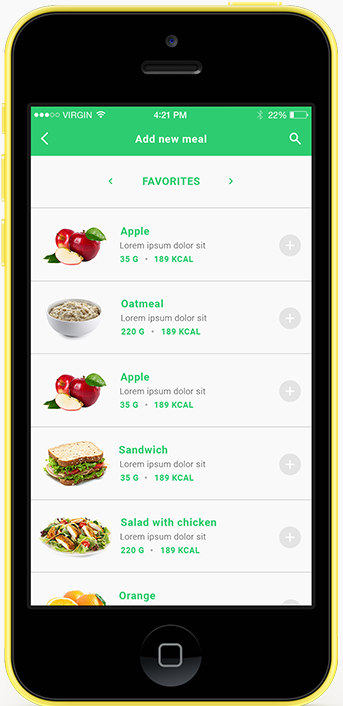 VIRGIN 4:21 PM 22%
Add new meal
FAVORITES
Apple
Lorem ipsum dolor sit
35 G • 189 KCAL
Oatmeal
Lorem ipsum dolor sit
220 G • 189 KCAL
Apple
Lorem ipsum dolor sit
35 G • 189 KCAL
Sandwich
Lorem ipsum dolor sit
35 G • 189 KCAL
Salad with chicken
Lorem ipsum dolor sit
220 G • 189 KCAL
Orange